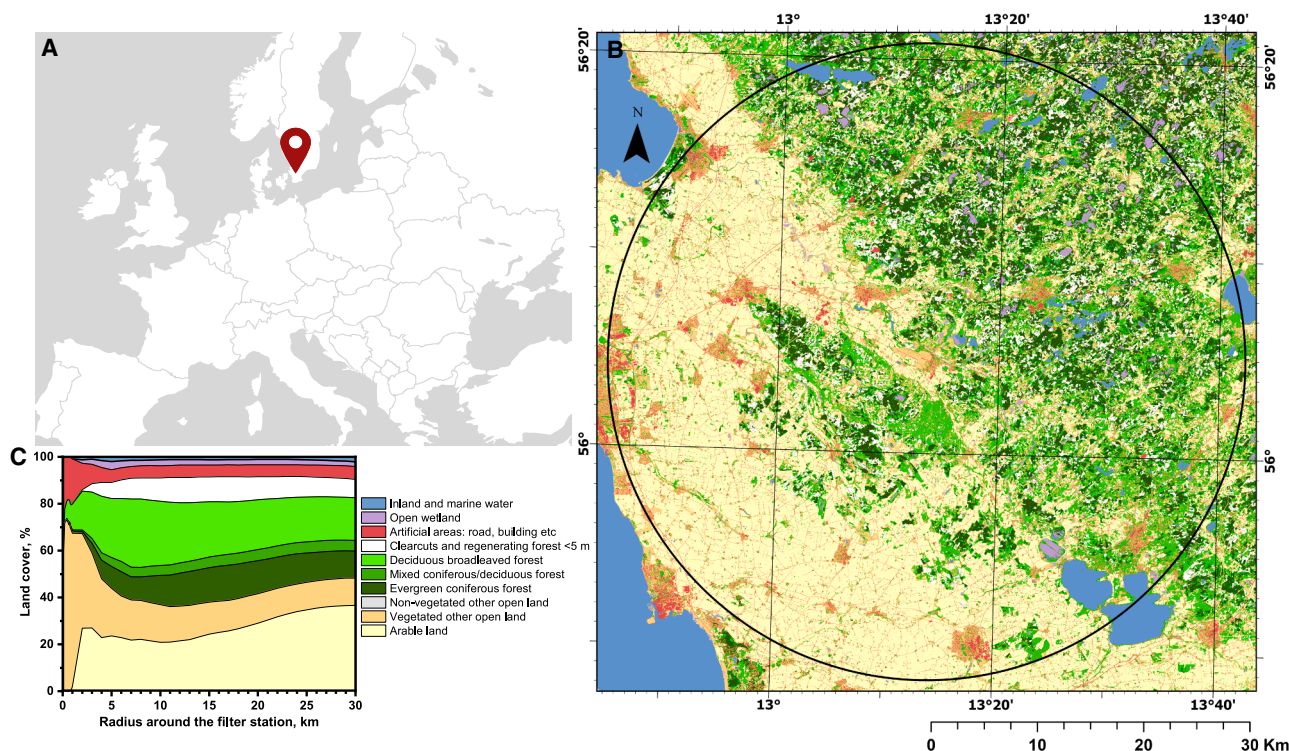 A
B
13°
13°20'
13°40'
56°20'
56°20'
N
56°
56°
13°
13°20'
13°40'
0
10
20
30 Km
C
100
80
60
40
20
0
Land cover, %
0
5
10
15
20
25
30
Radius around the filter station, km
Inland and marine water
Open wetland
Artificial areas: road, building etc
Clearcuts and regenerating forest <5 m
Deciduous broadleaved forest
Mixed coniferous/deciduous forest
Evergreen coniferous forest
Non-vegetated other open land
Vegetated other open land
Arable land